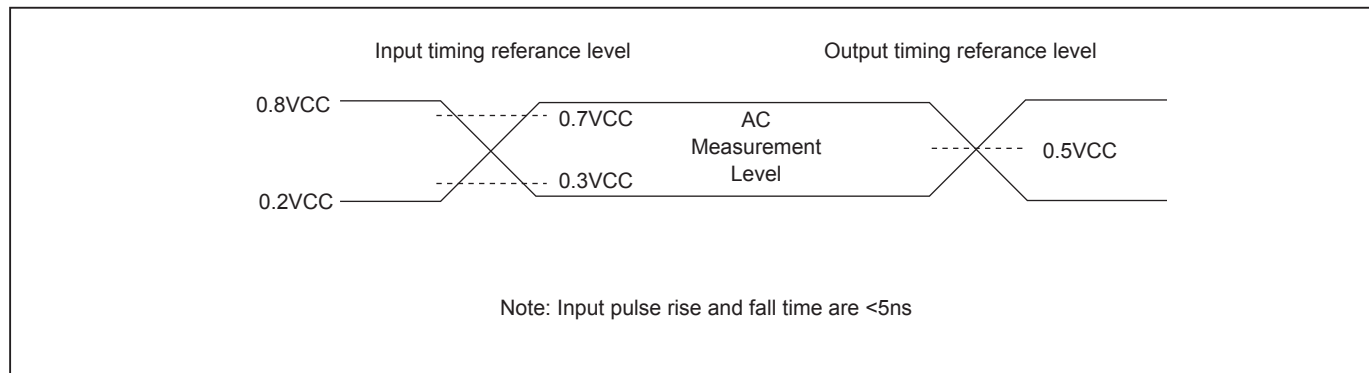 Input timing referance level
Output timing referance level
0.8VCC
0.7VCC
AC
Measurement
Level
0.5VCC
0.3VCC
0.2VCC
Note: Input pulse rise and fall time are <5ns